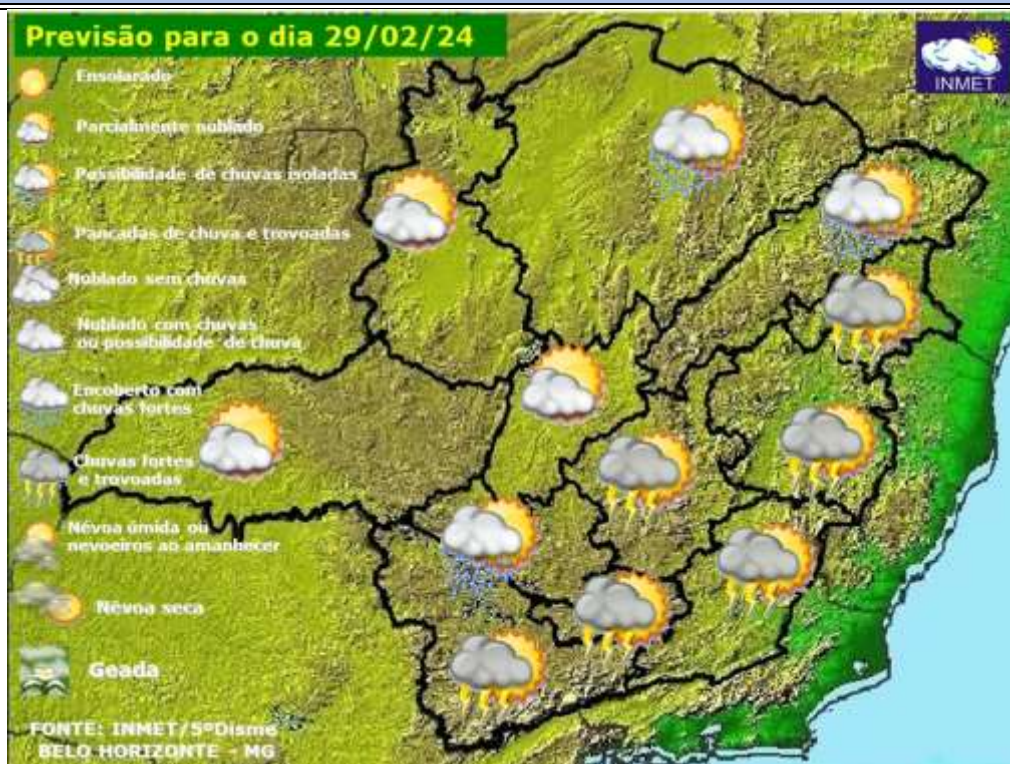 Previsão para o dia 29/02/24
INMET
Ensolarado
Parcialmente nublado
Possibilidade de chuvas isoladas
Pancadas de chuva e trovoadas
Nublado sem chuvas
Nublado com chuvas
ou possibilidade de chuva
Encoberto com
chuvas fortes
Chuvas fortes
e trovoadas
Névoa úmida ou
nevoeiros ao amanhecer
Névoa seca
Geada
FONTE: INMET/5ºDisme
BELO HORIZONTE - MG